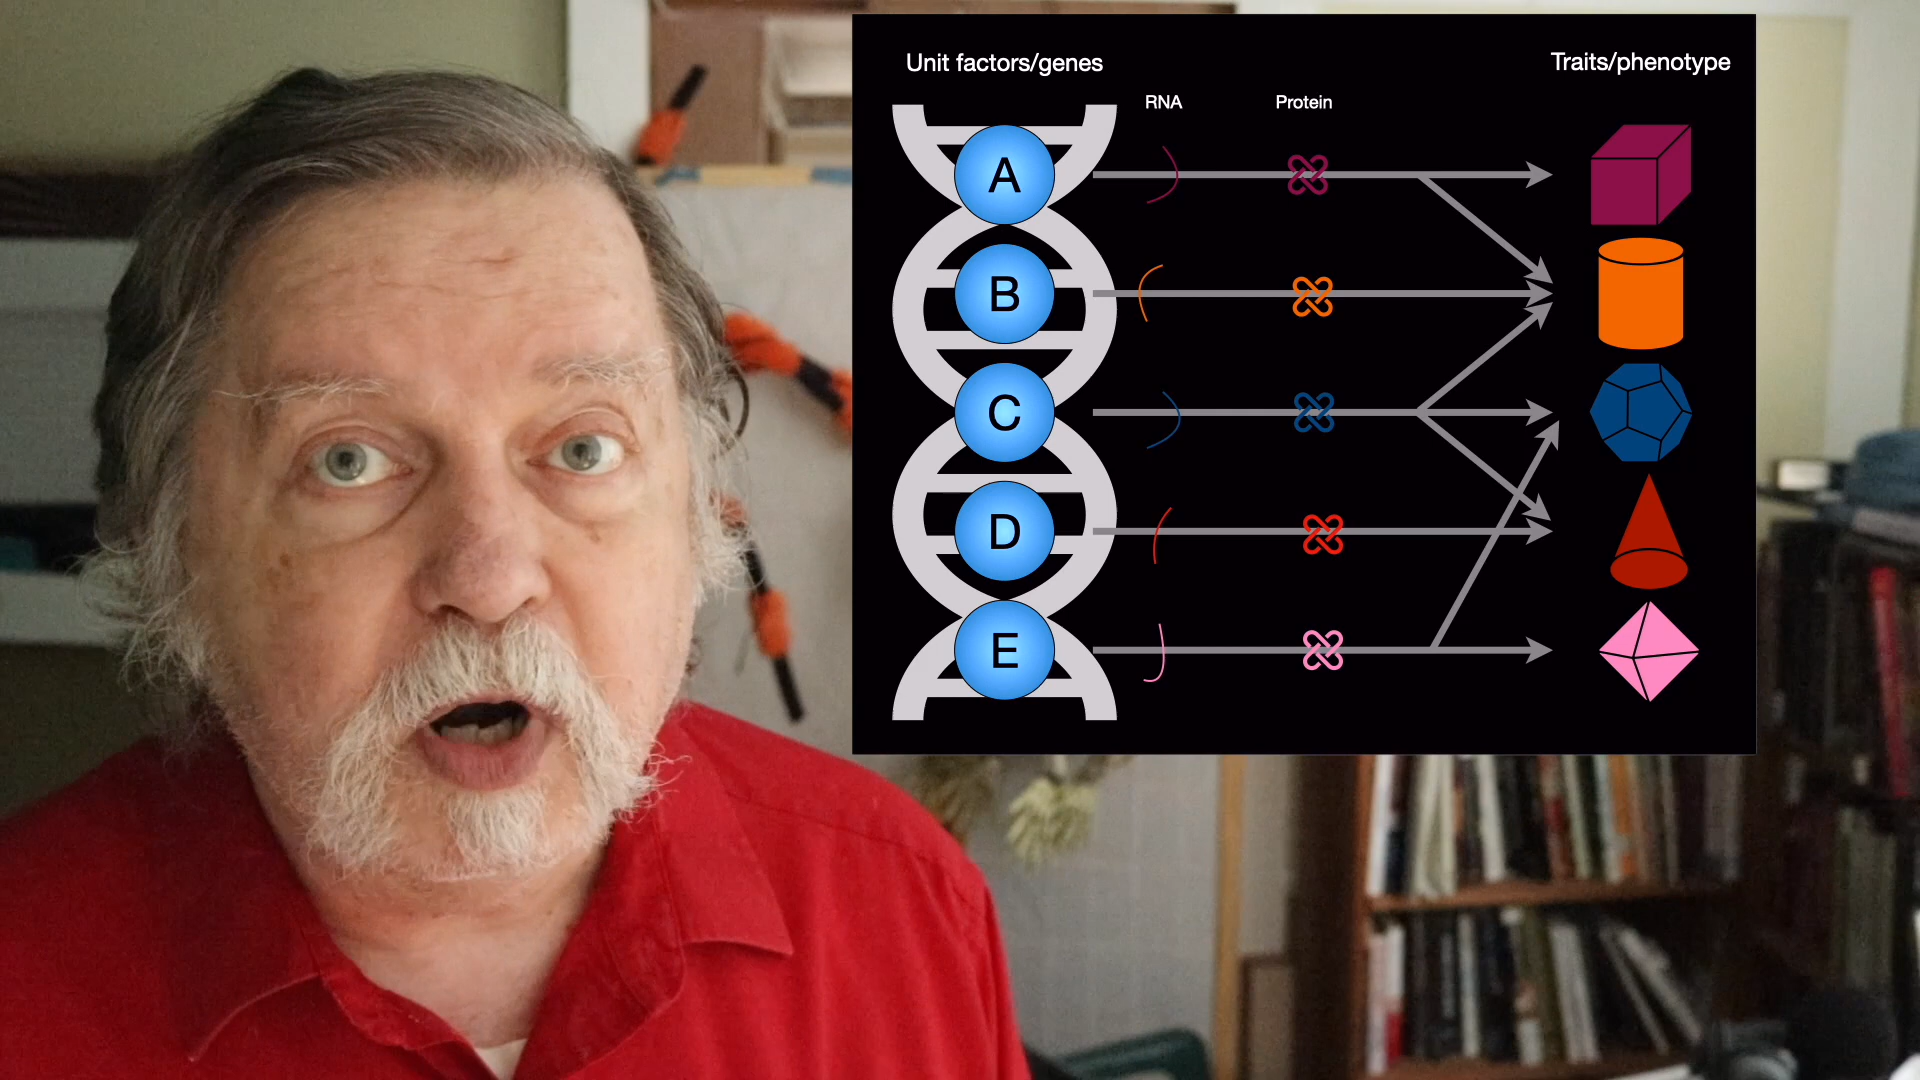 Unit factors/genes
Traits/phenotype
RNA
Protein
A
B
C
D
E